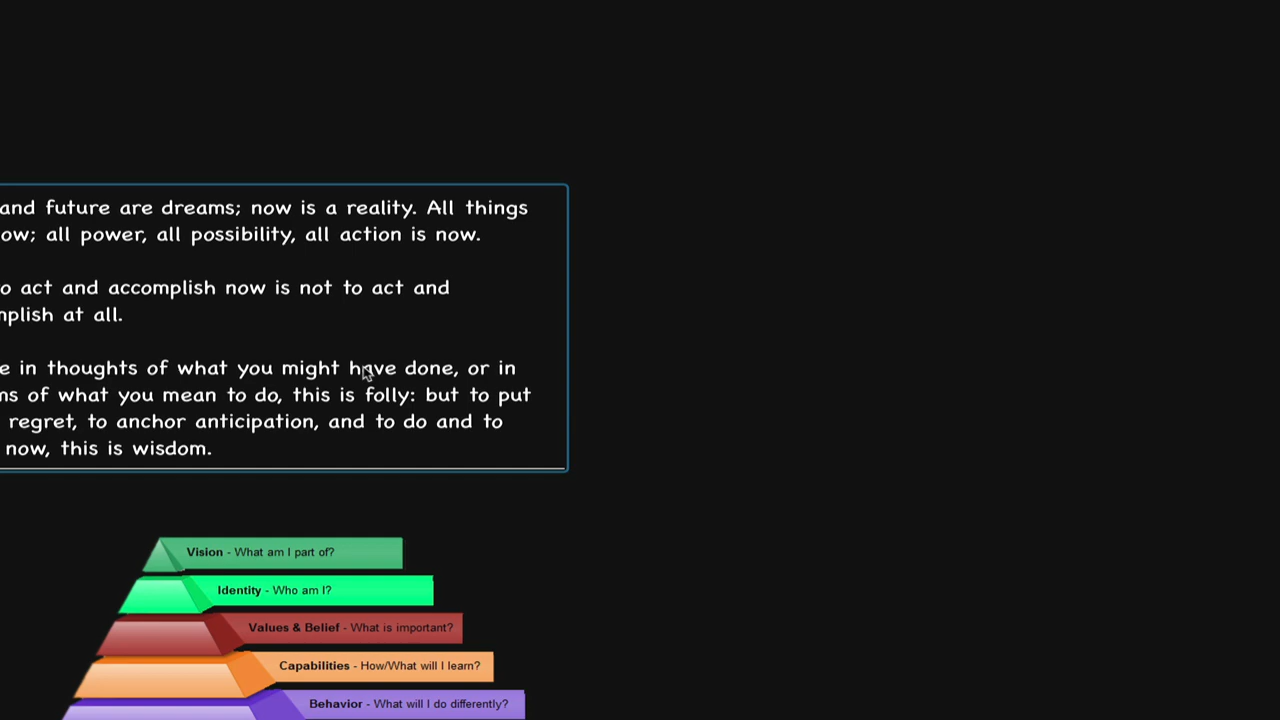 and future are dreams; now is a reality. All things
ow; all power, all possibility, all action is now.
o act and accomplish now is not to act and
nplish at all.
e in thoughts of what you might have done, or in
ns of what you mean to do, this is folly: but to put
regret, to anchor anticipation, and to do and to
now, this is wisdom.
Vision - What am I part of?
Identity - Who am I?
Values & Belief - What is important?
Capabilities - How/What will I learn?
Behavior - What will I do differently?